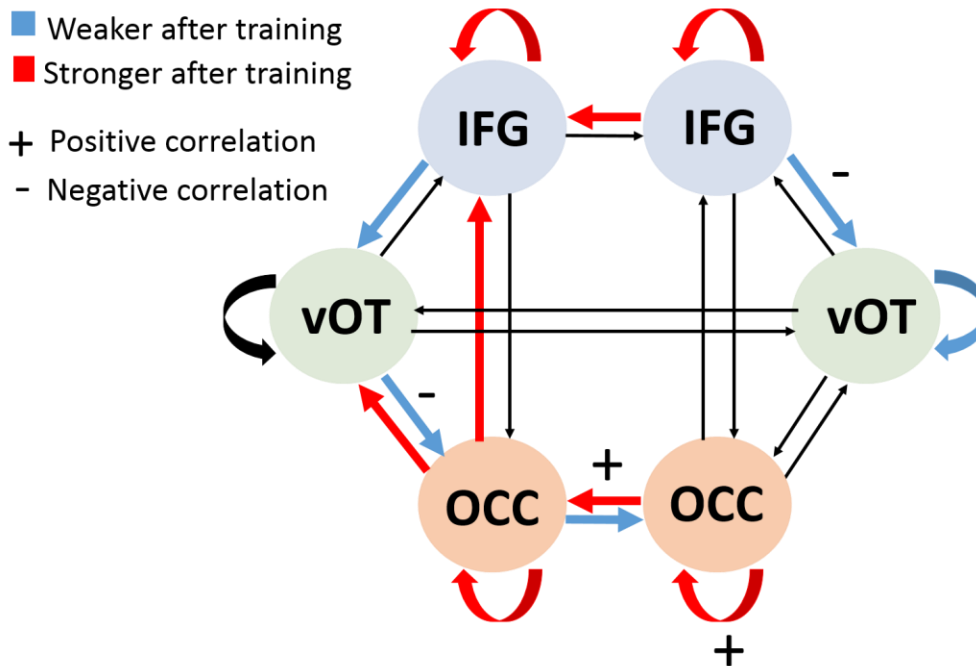 Weaker after training
Stronger after training
+ Positive correlation
- Negative correlation
IFG IFG
-
vOT vOT
-
+
OCC OCC
+